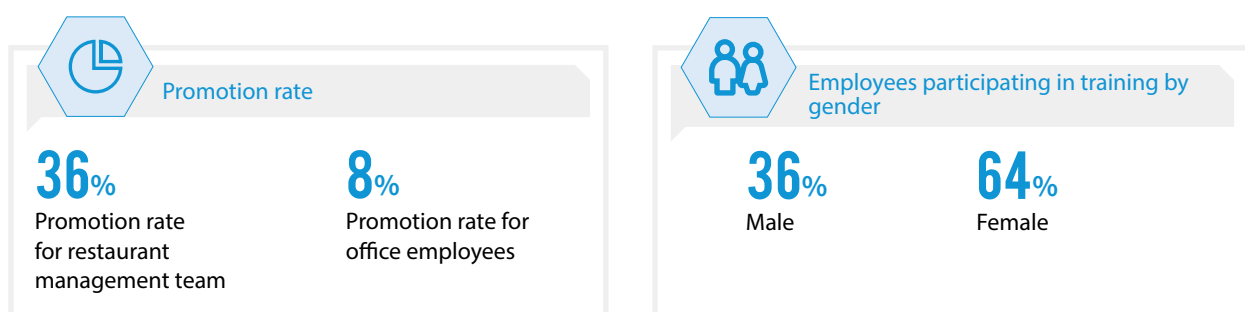 Promotion rate
36%
Promotion rate
for restaurant
management team
8%
Promotion rate for
office employees
Employees participating in training by
gender
36%
Male
64%
Female